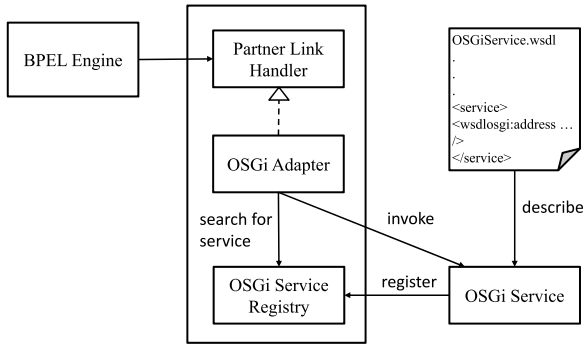 BPEL Engine
Partner Link
Handler
OSGi Adapter
search for
service
OSGi Service
Registry
invoke
register
OSGiService.wsdl
.
.
.
<service>
<wsdlosgi:address …
/>
</service>
describe
OSGi Service